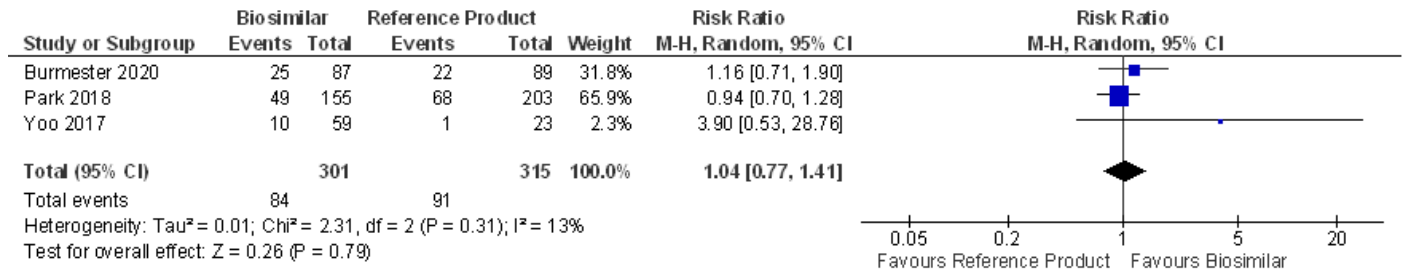 Biosimilar Reference Product Risk Ratio Risk Ratio
Study or Subgroup Events Total Events Total Weight M-H, Random, 95% CI M-H, Random, 95% CI
Burmester 2020 25 87 22 89 31.8% 1.16 [0.71, 1.90]
Park 2018 49 155 68 203 65.9% 0.94 [0.70, 1.28]
Yoo 2017 10 59 1 23 2.3% 3.90 [0.53, 28.76]
Total (95% CI) 301 315 100.0% 1.04 [0.77, 1.41]
Total events 84 91
Heterogeneity: Tau² = 0.01; Chi² = 2.31, df = 2 (P = 0.31); I² = 13%
Test for overall effect: Z = 0.26 (P = 0.79)
0.05 0.2 1 5 20
Favours Reference Product Favours Biosimilar